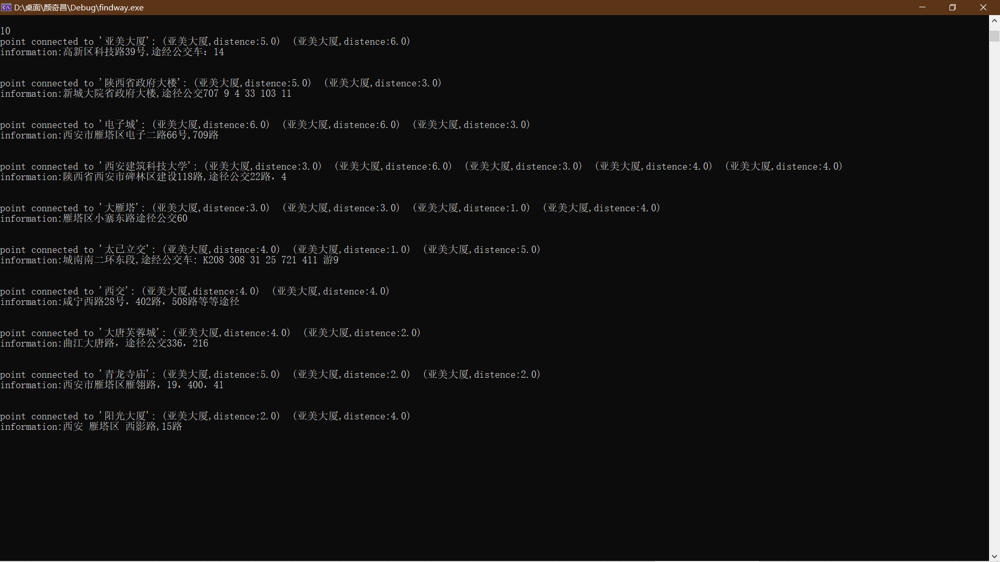 D:\桌面\颜奇昌\Debug\findway.exe
10
point connected to '亚美大厦': (亚美大厦,distence:5.0)  (亚美大厦,distence:6.0)
information:高新区科技路39号,途经公交车：14
point connected to '陕西省政府大楼': (亚美大厦,distence:5.0)  (亚美大厦,distence:3.0)
information:新城大院省政府大楼,途径公交707 9 4 33 103 11
point connected to '电子城': (亚美大厦,distence:6.0)  (亚美大厦,distence:6.0)  (亚美大厦,distence:3.0)
information:西安市雁塔区电子二路66号,709路
point connected to '西安建筑科技大学': (亚美大厦,distence:3.0)  (亚美大厦,distence:6.0)  (亚美大厦,distence:3.0)  (亚美大厦,distence:4.0)  (亚美大厦,distence:4.0)
information:陕西省西安市碑林区建设118路,途径公交22路，4
point connected to '大雁塔': (亚美大厦,distence:3.0)  (亚美大厦,distence:3.0)  (亚美大厦,distence:1.0)  (亚美大厦,distence:4.0)
information:雁塔区小寨东路途径公交60
point connected to '太已立交': (亚美大厦,distence:4.0)  (亚美大厦,distence:1.0)  (亚美大厦,distence:5.0)
information:城南南二环东段,途经公交车: K208 308 31 25 721 411 游9
point connected to '西交': (亚美大厦,distence:4.0)  (亚美大厦,distence:4.0)
information:咸宁西路28号，402路，508路等等途径
point connected to '大唐芙蓉城': (亚美大厦,distence:4.0)  (亚美大厦,distence:2.0)
information:曲江大唐路，途径公交336，216
point connected to '青龙寺庙': (亚美大厦,distence:5.0)  (亚美大厦,distence:2.0)  (亚美大厦,distence:2.0)
information:西安市雁塔区雁翎路，19，400，41
point connected to '阳光大厦': (亚美大厦,distence:2.0)  (亚美大厦,distence:4.0)
information:西安 雁塔区 西影路,15路